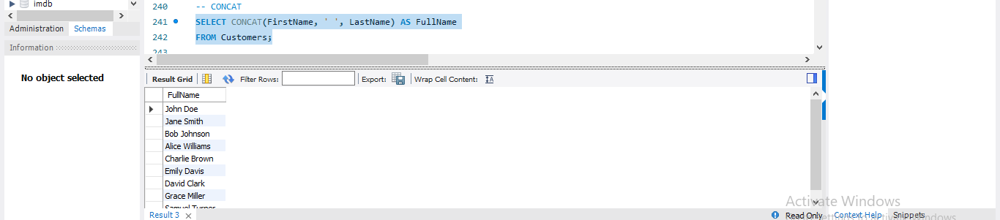 imdb
Administration Schemas
Information
No object selected
240 -- CONCAT
241 SELECT CONCAT(FirstName, ' ', LastName) AS FullName
242 FROM Customers;
243
Result Grid Filter Rows: Export: Wrap Cell Content:
FullName
John Doe
Jane Smith
Bob Johnson
Alice Williams
Charlie Brown
Emily Davis
David Clark
Grace Miller
Samuel Turner
Result 3
Activate Windows
Read Only Context Help Snippets